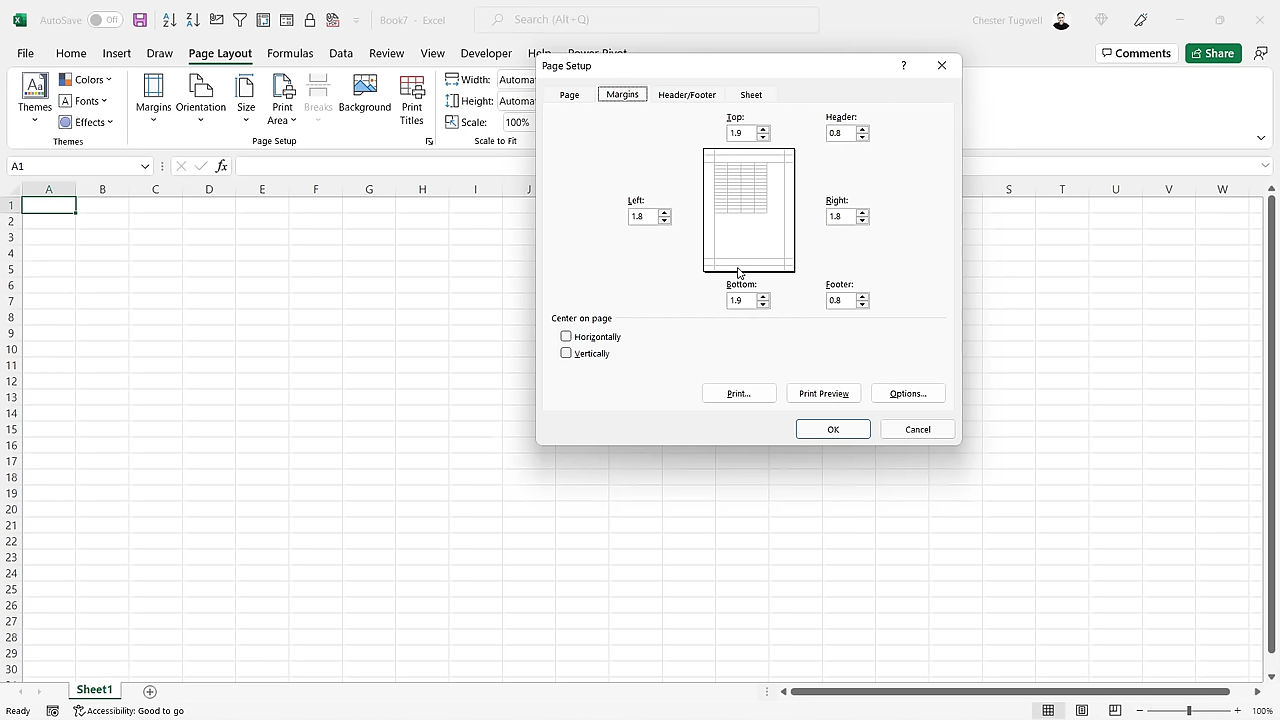 AutoSave Off Book7 - Excel Search (Alt+Q) Chester Tugwell
File Home Insert Draw Page Layout Formulas Data Review View Developer Help Power Pivot Comments Share
Themes Colors Fonts Effects Margins Orientation Size Print Area Breaks Background Print Titles Width: Automa Height: Automa Scale: 100%
Themes Page Setup Scale to Fit
Page Setup ?
Page Margins Header/Footer Sheet
Top: Header:
1.9 0.8
Left: Right:
1.8 1.8
Bottom: Footer:
1.9 0.8
Center on page
Horizontally
Vertically
Print... Print Preview Options...
OK Cancel
A1 fx
A B C D E F G H I J S T U V W
1
2
3
4
5
6
7
8
9
10
11
12
13
14
15
16
17
18
19
20
21
22
23
24
25
26
27
28
29
30
Sheet1
Ready Accessibility: Good to go 100%